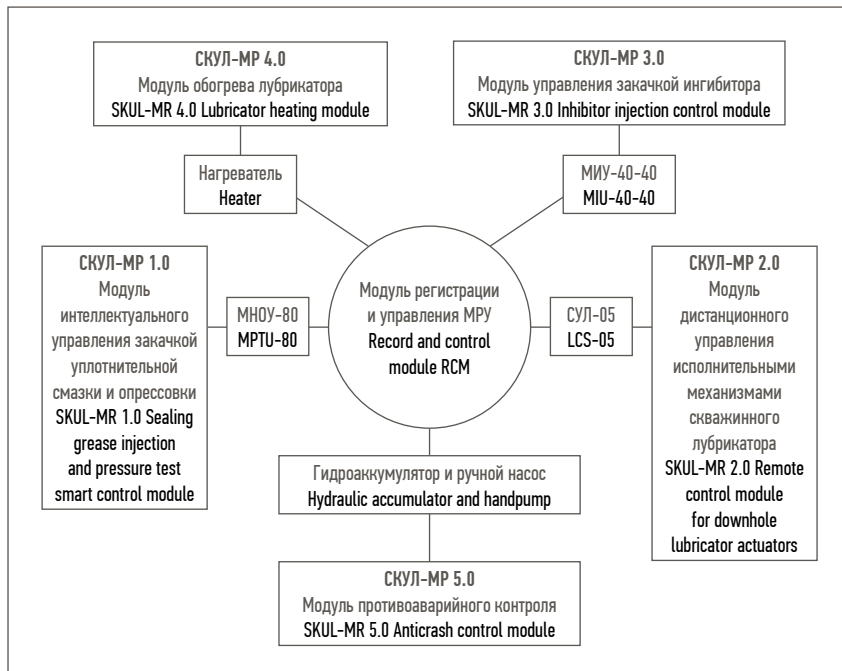 СКУЛ-МР 4.0
Модуль обогрева лубрикатора
SKUL-MR 4.0 Lubricator heating module
СКУЛ-МР 3.0
Модуль управления закачкой ингибитора
SKUL-MR 3.0 Inhibitor injection control module
Нагреватель
Heater
МИУ-40-40
MIU-40-40
СКУЛ-МР 1.0
Модуль
интеллектуального
управления закачкой
уплотнительной
смазки и опрессовки
SKUL-MR 1.0 Sealing
grease injection
and pressure test
smart control module
МНОУ-80
MPTU-80
Модуль регистрации
и управления МРУ
Record and control
module RCM
СУЛ-05
LCS-05
СКУЛ-МР 2.0
Модуль
дистанционного
управления
исполнительными
механизмами
скважинного
лубрикатора
SKUL-MR 2.0 Remote
control module
for downhole
lubricator actuators
Гидроаккумулятор и ручной насос
Hydraulic accumulator and handpump
СКУЛ-МР 5.0
Модуль противоаварийного контроля
SKUL-MR 5.0 Anticrash control module